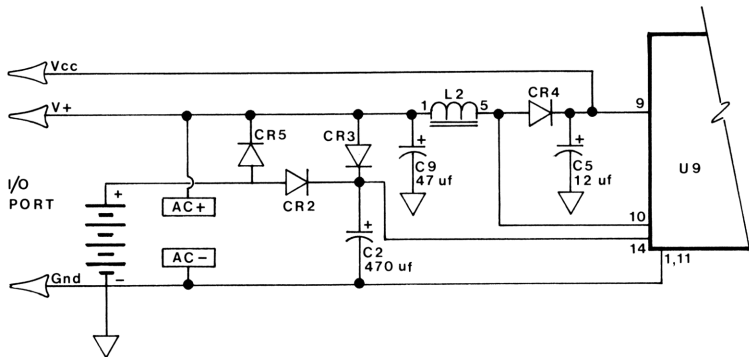 Vcc
V+
1
L2
5
CR4
9
CR5
CR3
+
C9
47 uf
+
C5
12 uf
U9
I/O
PORT
+
AC+
CR2
10
+
C2
470 uf
14
AC-
1,11
Gnd
-